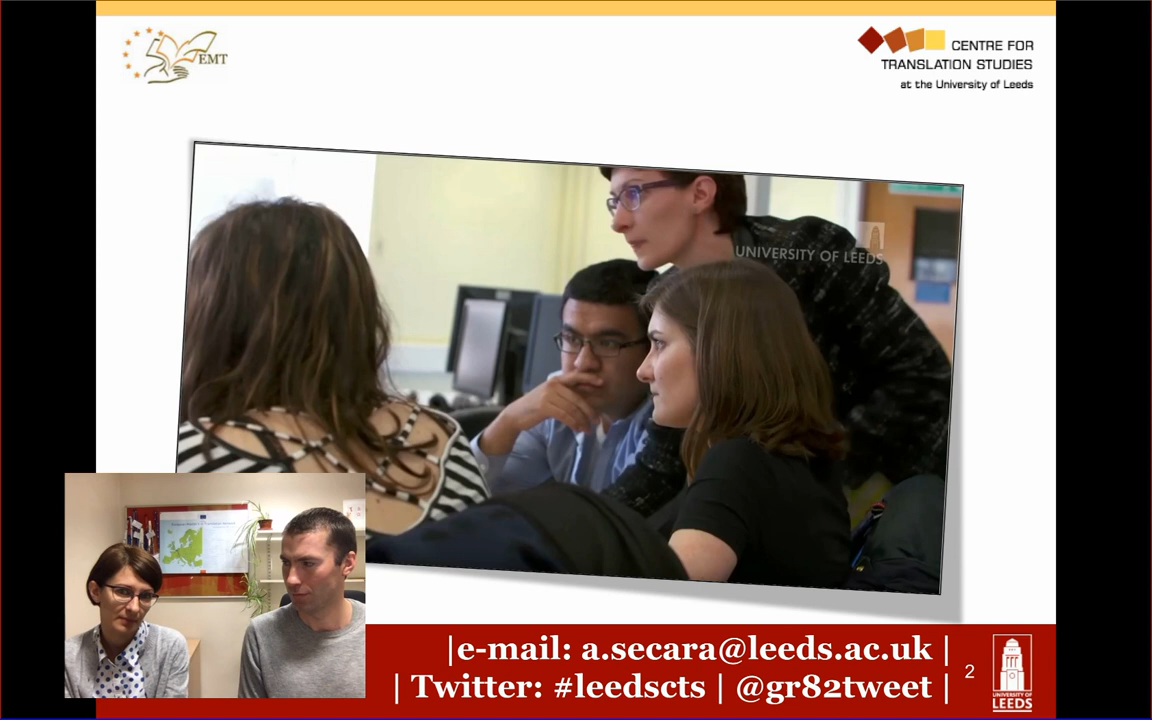 EMT
CENTRE FOR
TRANSLATION STUDIES
at the University of Leeds
UNIVERSITY OF LEEDS
|e-mail: a.secara@leeds.ac.uk |
| Twitter: #leedscts | @gr82tweet |
2
UNIVERSITY OF
LEEDS